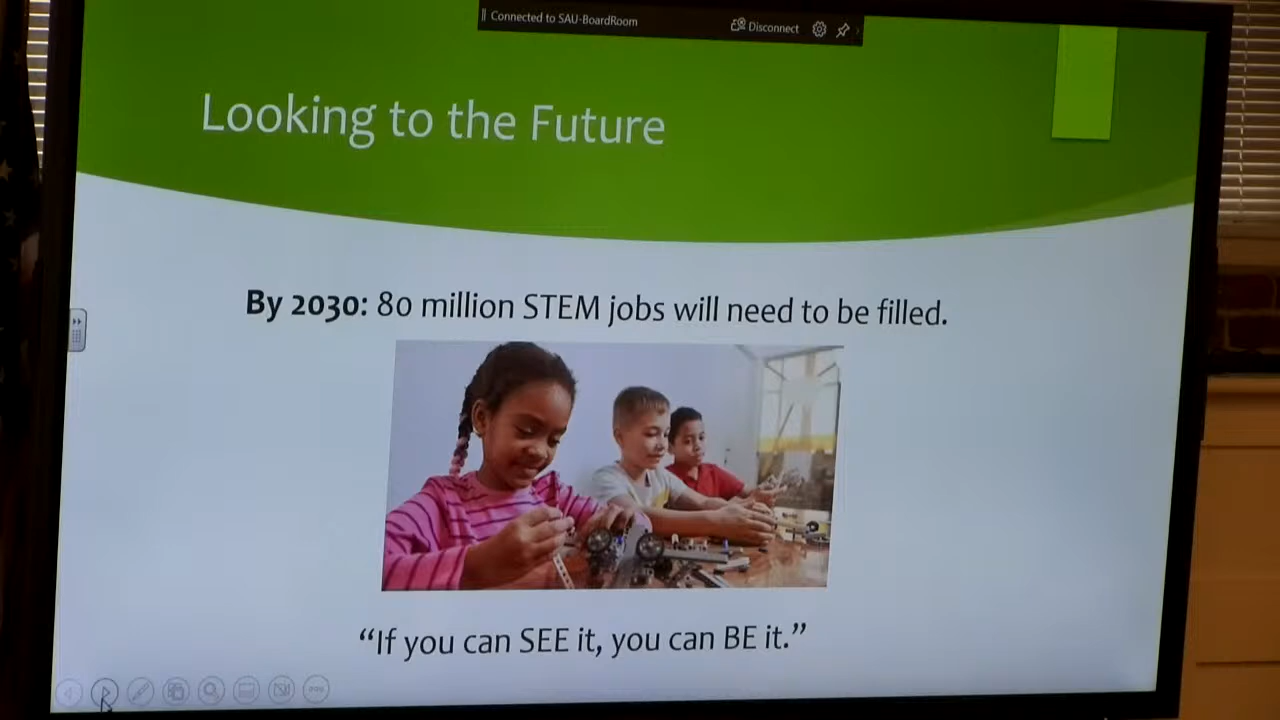 Connected to SAU-BoardRoom
Disconnect
Looking to the Future
By 2030: 80 million STEM jobs will need to be filled.
“If you can SEE it, you can BE it.”